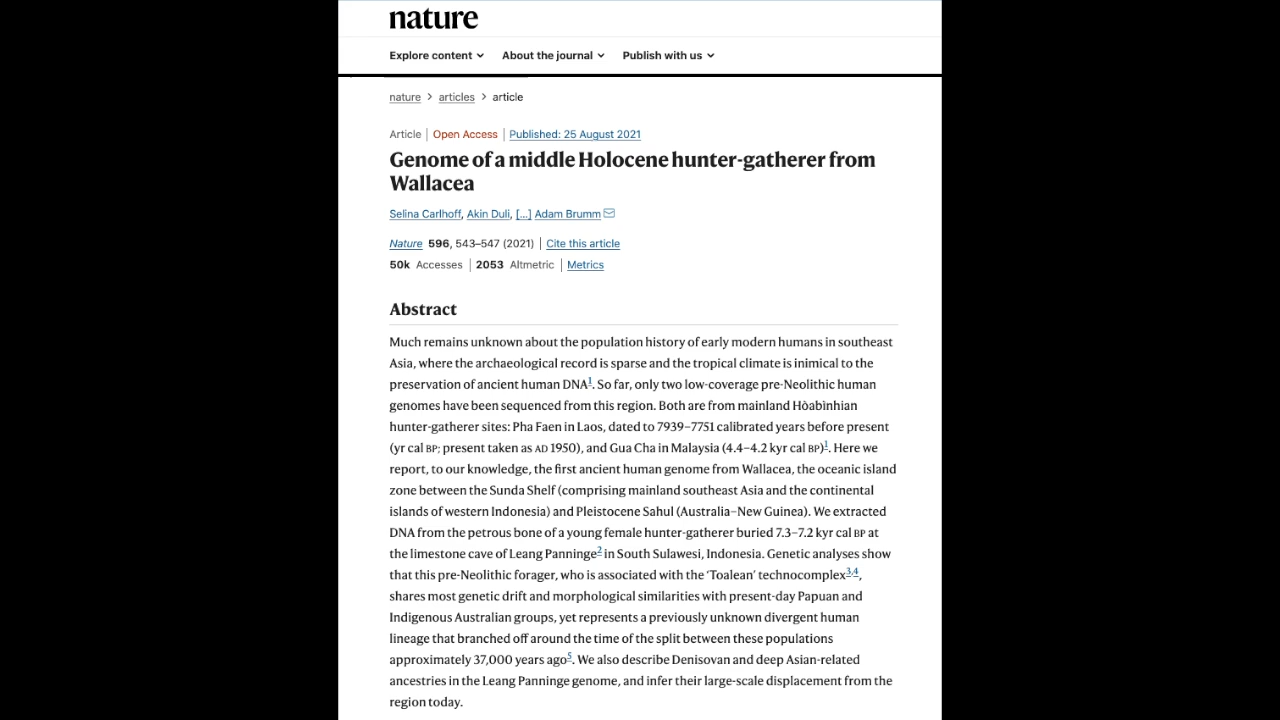 nature
Explore content About the journal Publish with us
nature > articles > article
Article | Open Access | Published: 25 August 2021
Genome of a middle Holocene hunter-gatherer from
Wallacea
Selina Carlhoff, Akin Duli, [...] Adam Brumm
Nature 596, 543–547 (2021) | Cite this article
50k Accesses | 2053 Altmetric | Metrics
Abstract
Much remains unknown about the population history of early modern humans in southeast
Asia, where the archaeological record is sparse and the tropical climate is inimical to the
preservation of ancient human DNA1. So far, only two low-coverage pre-Neolithic human
genomes have been sequenced from this region. Both are from mainland Hòabìnhian
hunter-gatherer sites: Pha Faen in Laos, dated to 7939–7751 calibrated years before present
(yr cal BP; present taken as AD 1950), and Gua Cha in Malaysia (4.4–4.2 kyr cal BP)1. Here we
report, to our knowledge, the first ancient human genome from Wallacea, the oceanic island
zone between the Sunda Shelf (comprising mainland southeast Asia and the continental
islands of western Indonesia) and Pleistocene Sahul (Australia–New Guinea). We extracted
DNA from the petrous bone of a young female hunter-gatherer buried 7.3–7.2 kyr cal BP at
the limestone cave of Leang Panninge2 in South Sulawesi, Indonesia. Genetic analyses show
that this pre-Neolithic forager, who is associated with the ‘Toalean’ technocomplex3,4,
shares most genetic drift and morphological similarities with present-day Papuan and
Indigenous Australian groups, yet represents a previously unknown divergent human
lineage that branched off around the time of the split between these populations
approximately 37,000 years ago5. We also describe Denisovan and deep Asian-related
ancestries in the Leang Panninge genome, and infer their large-scale displacement from the
region today.